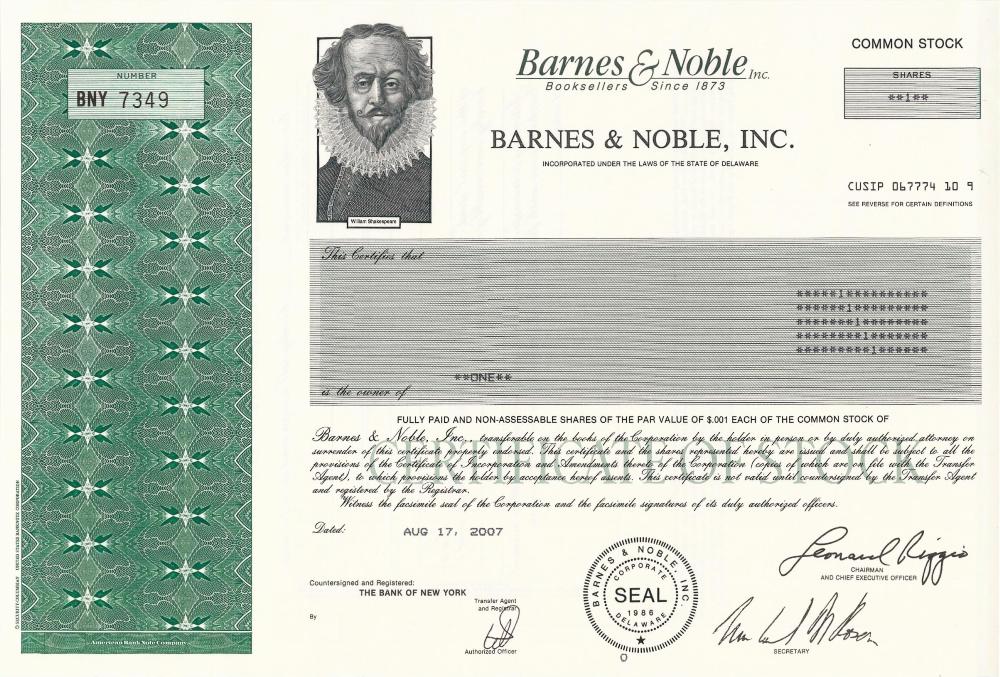 NUMBER
BNY 7349
William Shakespeare
Barnes & Noble Inc.
Booksellers Since 1873
BARNES & NOBLE, INC.
INCORPORATED UNDER THE LAWS OF THE STATE OF DELAWARE
COMMON STOCK
SHARES
**1**
CUSIP 067774 10 9
SEE REVERSE FOR CERTAIN DEFINITIONS
This Certifies that
*****1**********
******1*********
*******1********
********1*******
*********1******
**ONE**
is the owner of
FULLY PAID AND NON-ASSESSABLE SHARES OF THE PAR VALUE OF $.001 EACH OF THE COMMON STOCK OF
CERTIFICATE OF STOCK
Barnes & Noble, Inc., transferable on the books of the Corporation by the holder in person or by duly authorized attorney on
surrender of this certificate properly endorsed. This certificate and the shares represented hereby are issued and shall be subject to all the
provisions of the Certificate of Incorporation and Amendments thereto of the Corporation (copies of which are on file with the Transfer
Agent), to which provisions the holder by acceptance hereof assents. This certificate is not valid until countersigned by the Transfer Agent
and registered by the Registrar.
Witness the facsimile seal of the Corporation and the facsimile signatures of its duly authorized officers.
Dated: AUG 17, 2007
Countersigned and Registered:
THE BANK OF NEW YORK
Transfer Agent
and Registrar
By
Authorized Officer
BARNES & NOBLE, INC.
CORPORATE
SEAL
1986
DELAWARE
Leonard Riggio
CHAIRMAN
AND CHIEF EXECUTIVE OFFICER
SECRETARY
American Bank Note Company
© SECURITY-COLUMBIAN UNITED STATES BANKNOTE CORPORATION